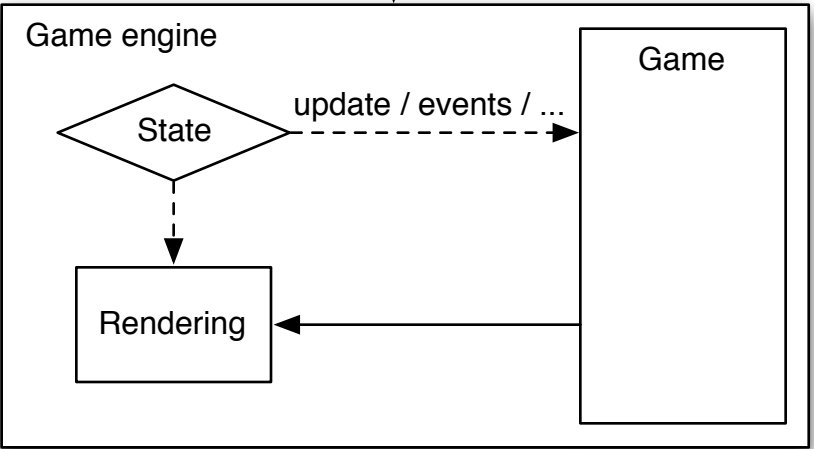 Game engine
Game
State
update / events / ...
Rendering